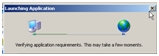 Launching Application
Verifying application requirements. This may take a few moments.